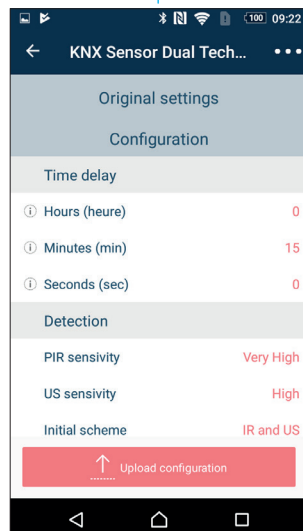 100 09:22
KNX Sensor Dual Tech...
Original settings
Configuration
Time delay
Hours (heure) 0
Minutes (min) 15
Seconds (sec) 0
Detection
PIR sensivity Very High
US sensivity High
Initial scheme IR and US
Upload configuration